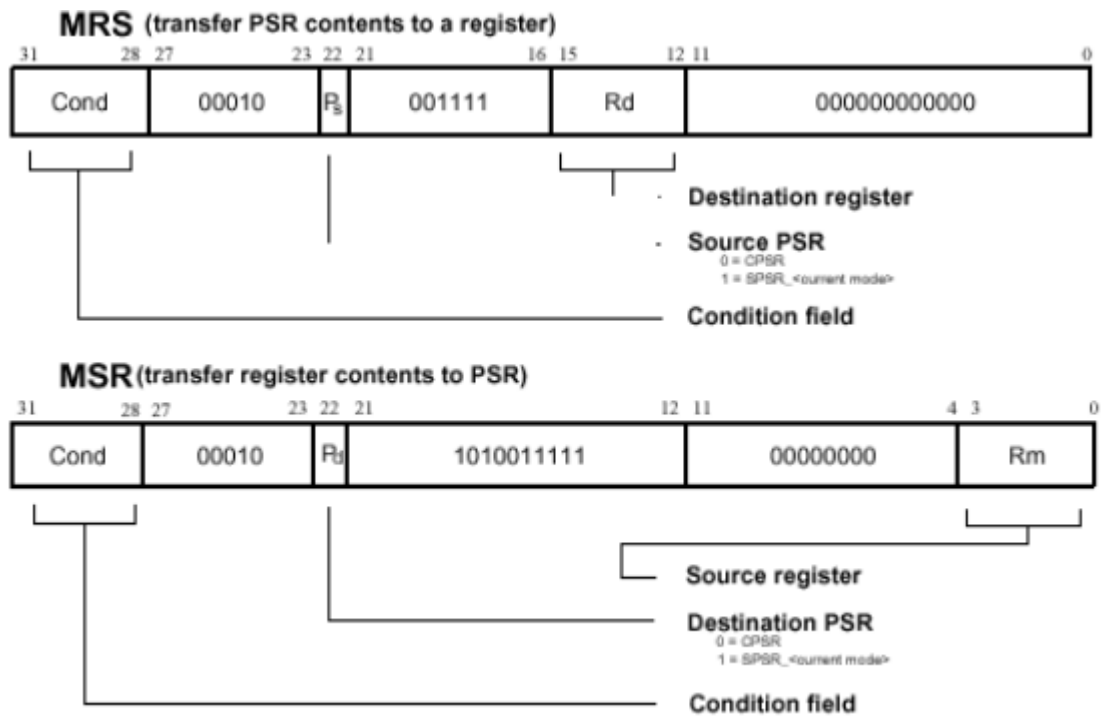 MRS (transfer PSR contents to a register)
31 28 27 23 22 21 16 15 12 11 0
Cond 00010 Ps 001111 Rd 000000000000
Destination register
Source PSR
0 = CPSR
1 = SPSR_<current mode>
Condition field
MSR (transfer register contents to PSR)
31 28 27 23 22 21 12 11 4 3 0
Cond 00010 Pd 1010011111 00000000 Rm
Source register
Destination PSR
0 = CPSR
1 = SPSR_<current mode>
Condition field